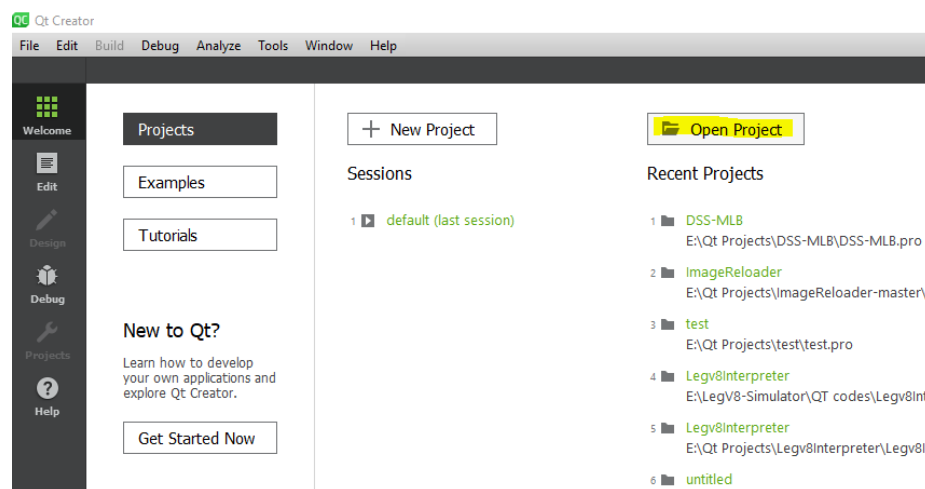 QC Qt Creator
File Edit Build Debug Analyze Tools Window Help
Welcome
Edit
Design
Debug
Projects
Help
Projects
Examples
Tutorials
New to Qt?
Learn how to develop
your own applications and
explore Qt Creator.
Get Started Now
New Project
Sessions
1 default (last session)
Open Project
Recent Projects
1 DSS-MLB
E:\Qt Projects\DSS-MLB\DSS-MLB.pro
2 ImageReloader
E:\Qt Projects\ImageReloader-master\
3 test
E:\Qt Projects\test\test.pro
4 Legv8Interpreter
E:\LegV8-Simulator\QT codes\Legv8Int
5 Legv8Interpreter
E:\Qt Projects\Legv8Interpreter\Legv8I
6 untitled